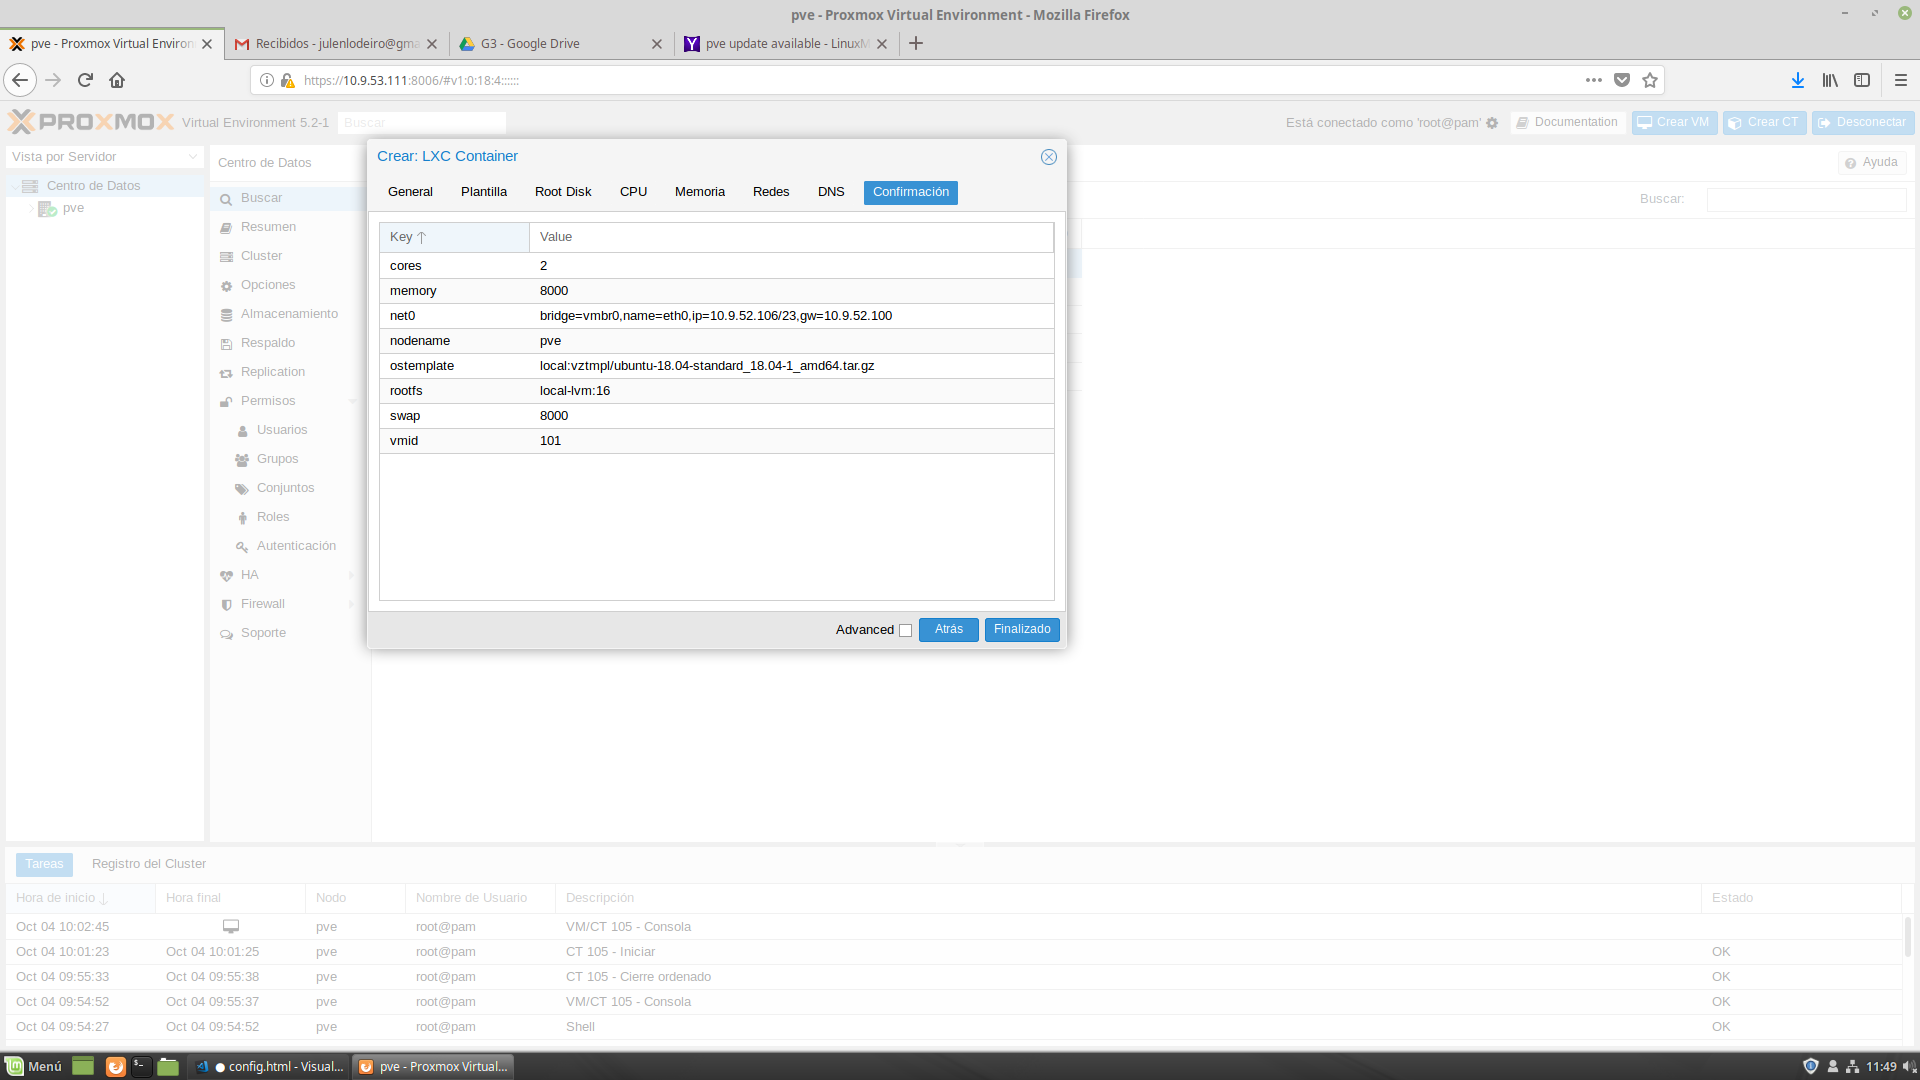 pve - Proxmox Virtual Environment - Mozilla Firefox
pve - Proxmox Virtual Environ
Recibidos - julenlodeiro@gma
G3 - Google Drive
pve update available - LinuxM
https://10.9.53.111:8006/#v1:0:18:4::::::
PROXMOX Virtual Environment 5.2-1
Buscar
Está conectado como 'root@pam'
Documentation
Crear VM
Crear CT
Desconectar
Vista por Servidor
Centro de Datos
pve
Centro de Datos
Ayuda
Buscar:
Buscar
Resumen
Cluster
Opciones
Almacenamiento
Respaldo
Replication
Permisos
Usuarios
Grupos
Conjuntos
Roles
Autenticación
HA
Firewall
Soporte
Crear: LXC Container
General Plantilla Root Disk CPU Memoria Redes DNS Confirmación
Key Value
cores 2
memory 8000
net0 bridge=vmbr0,name=eth0,ip=10.9.52.106/23,gw=10.9.52.100
nodename pve
ostemplate local:vztmpl/ubuntu-18.04-standard_18.04-1_amd64.tar.gz
rootfs local-lvm:16
swap 8000
vmid 101
Advanced Atrás Finalizado
Tareas Registro del Cluster
Hora de inicio Hora final Nodo Nombre de Usuario Descripción Estado
Oct 04 10:02:45 pve root@pam VM/CT 105 - Consola
Oct 04 10:01:23 Oct 04 10:01:25 pve root@pam CT 105 - Iniciar OK
Oct 04 09:55:33 Oct 04 09:55:38 pve root@pam CT 105 - Cierre ordenado OK
Oct 04 09:54:52 Oct 04 09:55:37 pve root@pam VM/CT 105 - Consola OK
Oct 04 09:54:27 Oct 04 09:54:52 pve root@pam Shell OK
Menú
● config.html - Visual...
pve - Proxmox Virtual...
11:49